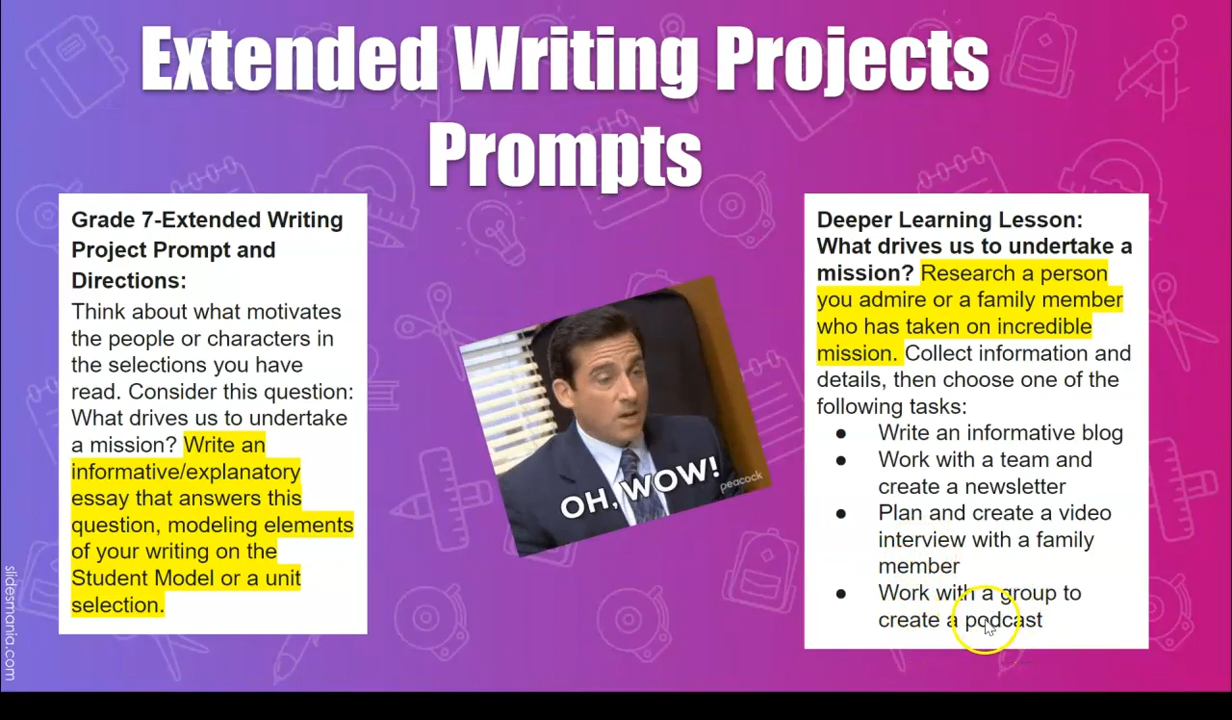 Extended Writing Projects
Prompts
Grade 7-Extended Writing
Project Prompt and
Directions:
Think about what motivates
the people or characters in
the selections you have
read. Consider this question:
What drives us to undertake
a mission? Write an
informative/explanatory
essay that answers this
question, modeling elements
of your writing on the
Student Model or a unit
selection.
OH, WOW!
peacock
Deeper Learning Lesson:
What drives us to undertake a
mission? Research a person
you admire or a family member
who has taken on incredible
mission. Collect information and
details, then choose one of the
following tasks:
● Write an informative blog
● Work with a team and
create a newsletter
● Plan and create a video
interview with a family
member
● Work with a group to
create a podcast
slidesmania.com